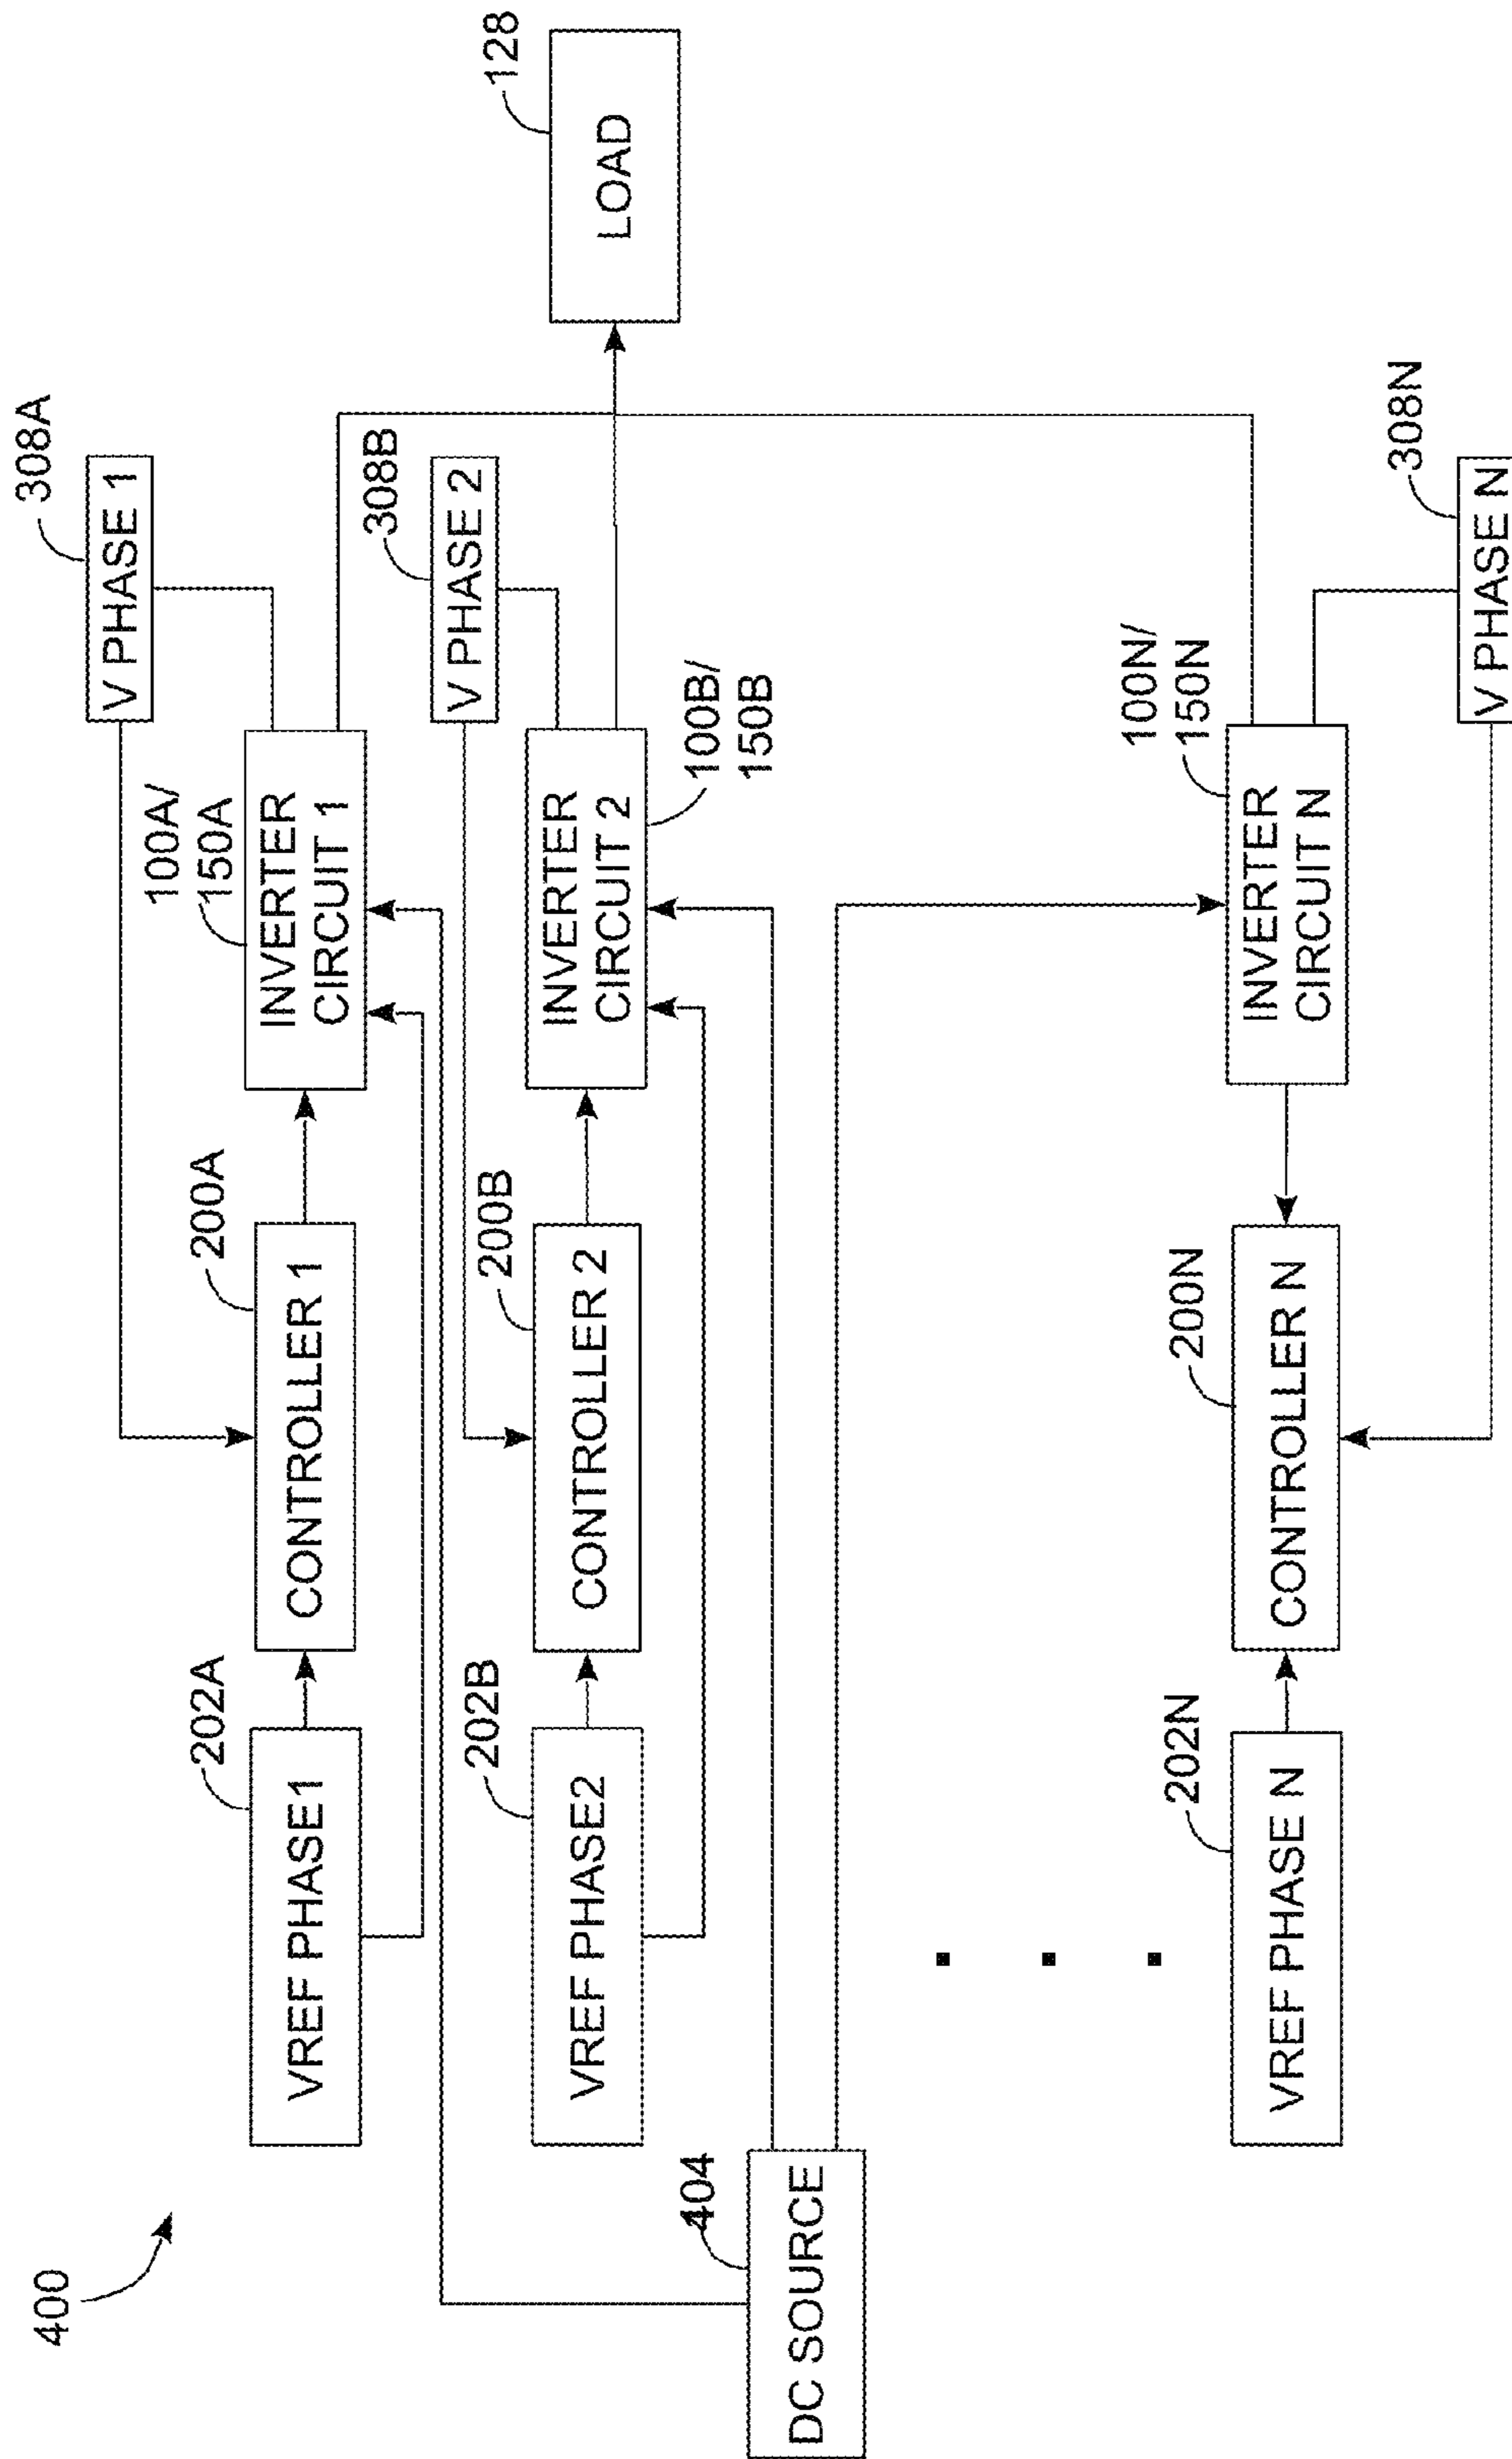 400
308A
V PHASE 1
100A/
150A
INVERTER
CIRCUIT 1
200A
CONTROLLER 1
202A
VREF PHASE1
128
LOAD
308B
V PHASE 2
100B/
150B
INVERTER
CIRCUIT 2
200B
CONTROLLER 2
202B
VREF PHASE2
404
DC SOURCE
100N/
150N
INVERTER
CIRCUIT N
200N
CONTROLLER N
202N
VREF PHASE N
308N
V PHASE N